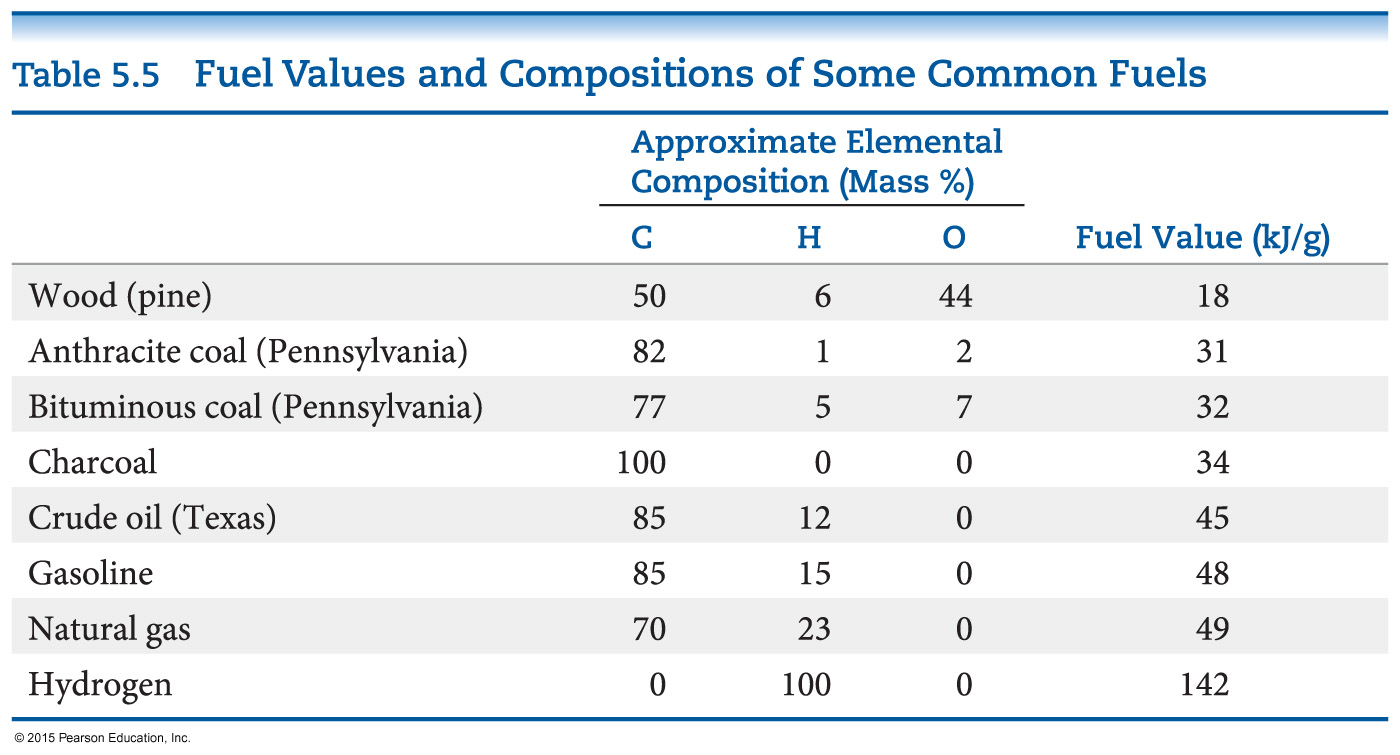 Table 5.5 Fuel Values and Compositions of Some Common Fuels
Approximate Elemental
Composition (Mass %)
C H O Fuel Value (kJ/g)
Wood (pine) 50 6 44 18
Anthracite coal (Pennsylvania) 82 1 2 31
Bituminous coal (Pennsylvania) 77 5 7 32
Charcoal 100 0 0 34
Crude oil (Texas) 85 12 0 45
Gasoline 85 15 0 48
Natural gas 70 23 0 49
Hydrogen 0 100 0 142
© 2015 Pearson Education, Inc.